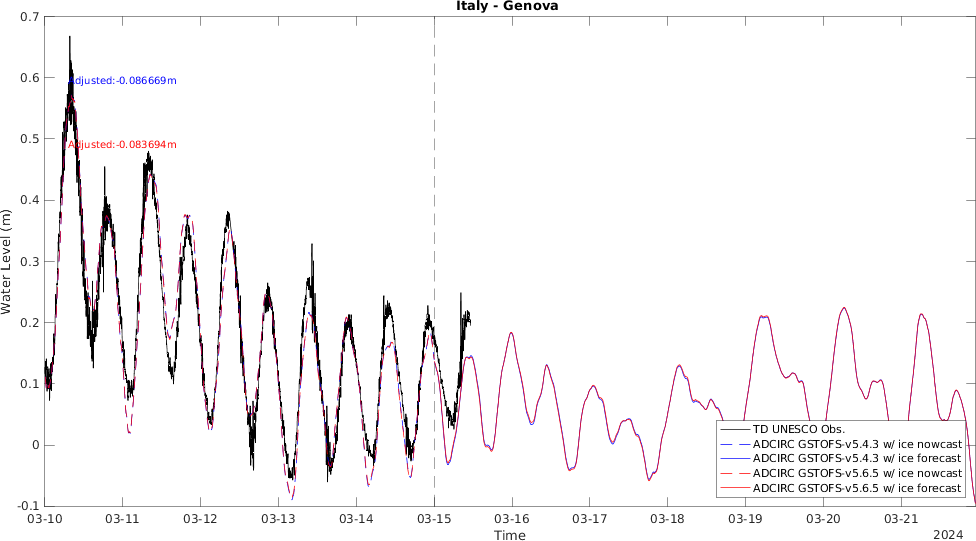 Italy - Genova
0.7
0.6
0.5
0.4
0.3
0.2
0.1
0
-0.1
Water Level (m)
Adjusted:-0.086669m
Adjusted:-0.083694m
TD UNESCO Obs.
ADCIRC GSTOFS-v5.4.3 w/ ice nowcast
ADCIRC GSTOFS-v5.4.3 w/ ice forecast
ADCIRC GSTOFS-v5.6.5 w/ ice nowcast
ADCIRC GSTOFS-v5.6.5 w/ ice forecast
03-10 03-11 03-12 03-13 03-14 03-15 03-16 03-17 03-18 03-19 03-20 03-21
Time
2024